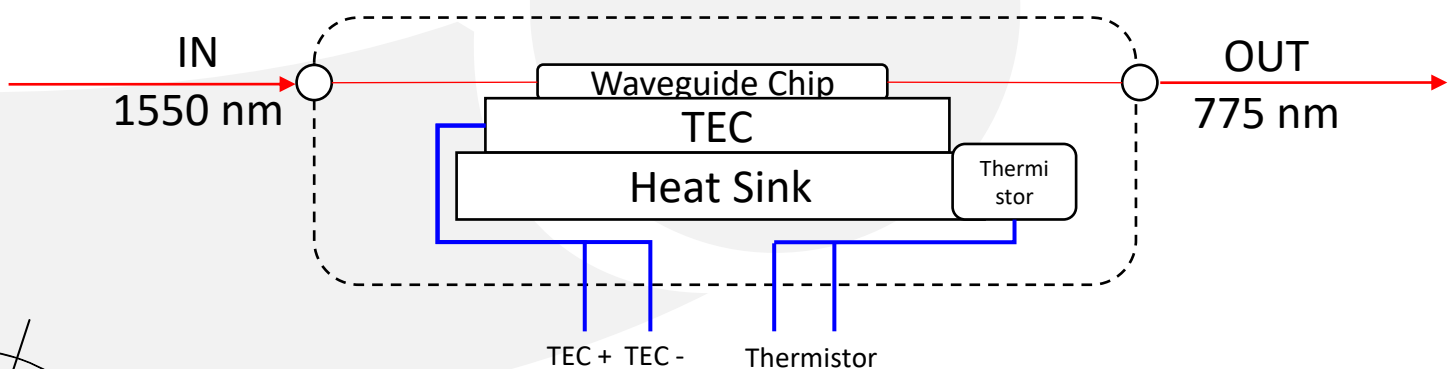 IN
1550 nm
Waveguide Chip
TEC
Heat Sink
Thermi
stor
OUT
775 nm
TEC + TEC -
Thermistor